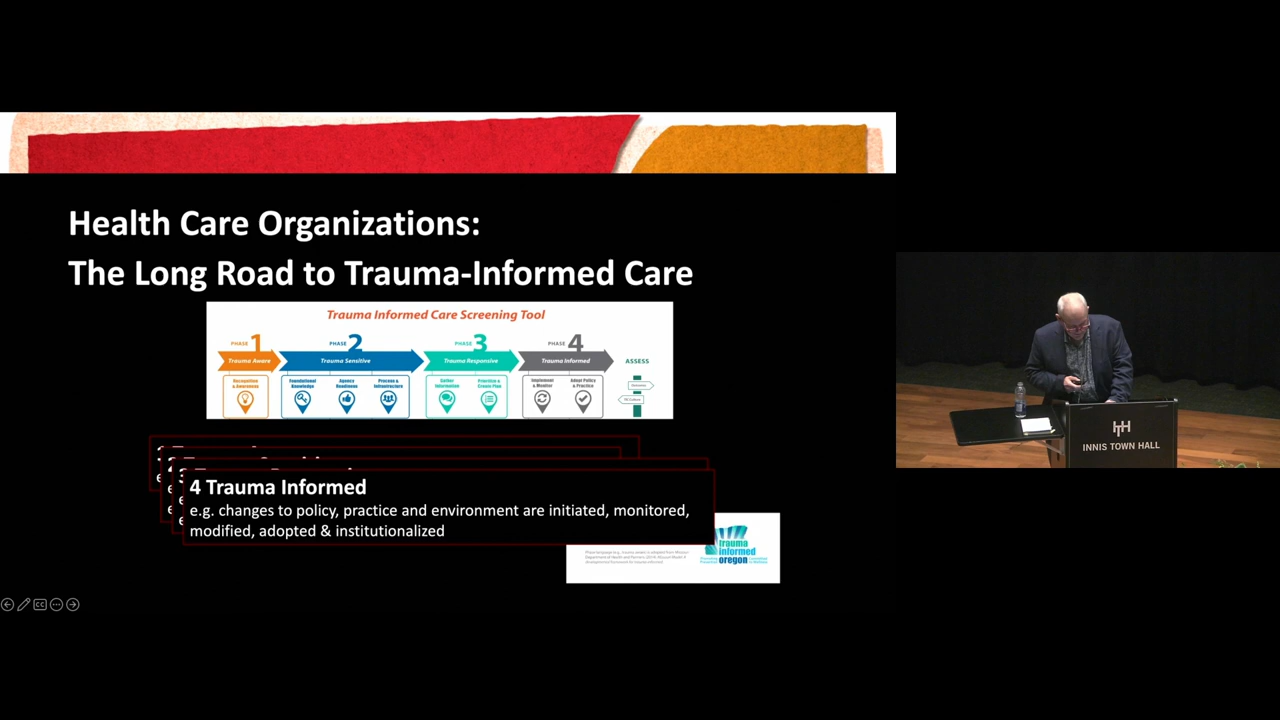 Health Care Organizations:
The Long Road to Trauma-Informed Care
Trauma Informed Care Screening Tool
PHASE 1
PHASE 2
PHASE 3
PHASE 4
Trauma Aware
Trauma Sensitive
Trauma Responsive
Trauma Informed
ASSESS
Recognition & Awareness
Foundational Knowledge
Agency Readiness
Process & Infrastructure
Gather Information
Prioritize & Create Plan
Implement & Monitor
Adopt Policy & Practice
4 Trauma Informed
e.g. changes to policy, practice and environment are initiated, monitored,
modified, adopted & institutionalized
trauma
informed
oregon
CC
INNIS TOWN HALL